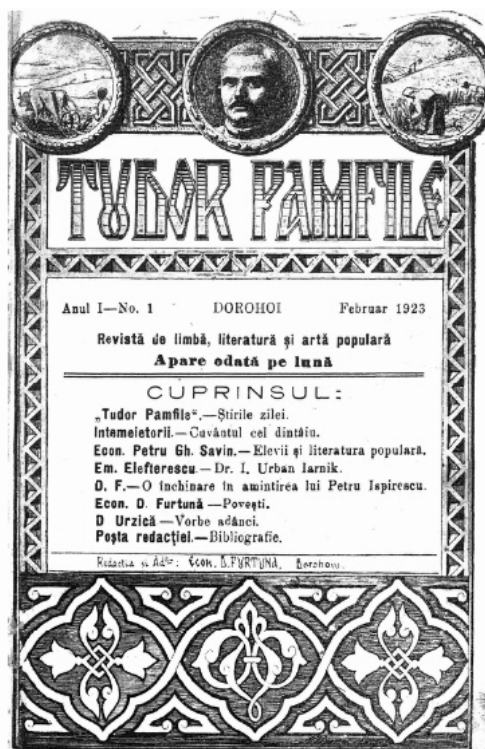 TUDOR PAMFILE
Anul I—No. 1 DOROHOI Februar 1923
Revistă de limbă, literatură și artă populară
Apare odată pe lună
CUPRINSUL:
„Tudor Pamfile“.—Știrile zilei.
Intemeietorii.—Cuvântul cel dintâiu.
Econ. Petru Gh. Savin.—Elevii și literatura populară.
Em. Elefterescu.—Dr. I. Urban Iarnik.
D. F.—O închinare în amintirea lui Petru Ispirescu.
Econ. D. Furtună—Povești.
D Urzică—Vorbe adânci.
Poșta redacției.—Bibliografie.
Redacția și Adția: Econ. D. FURTUNĂ, Dorohoiu.